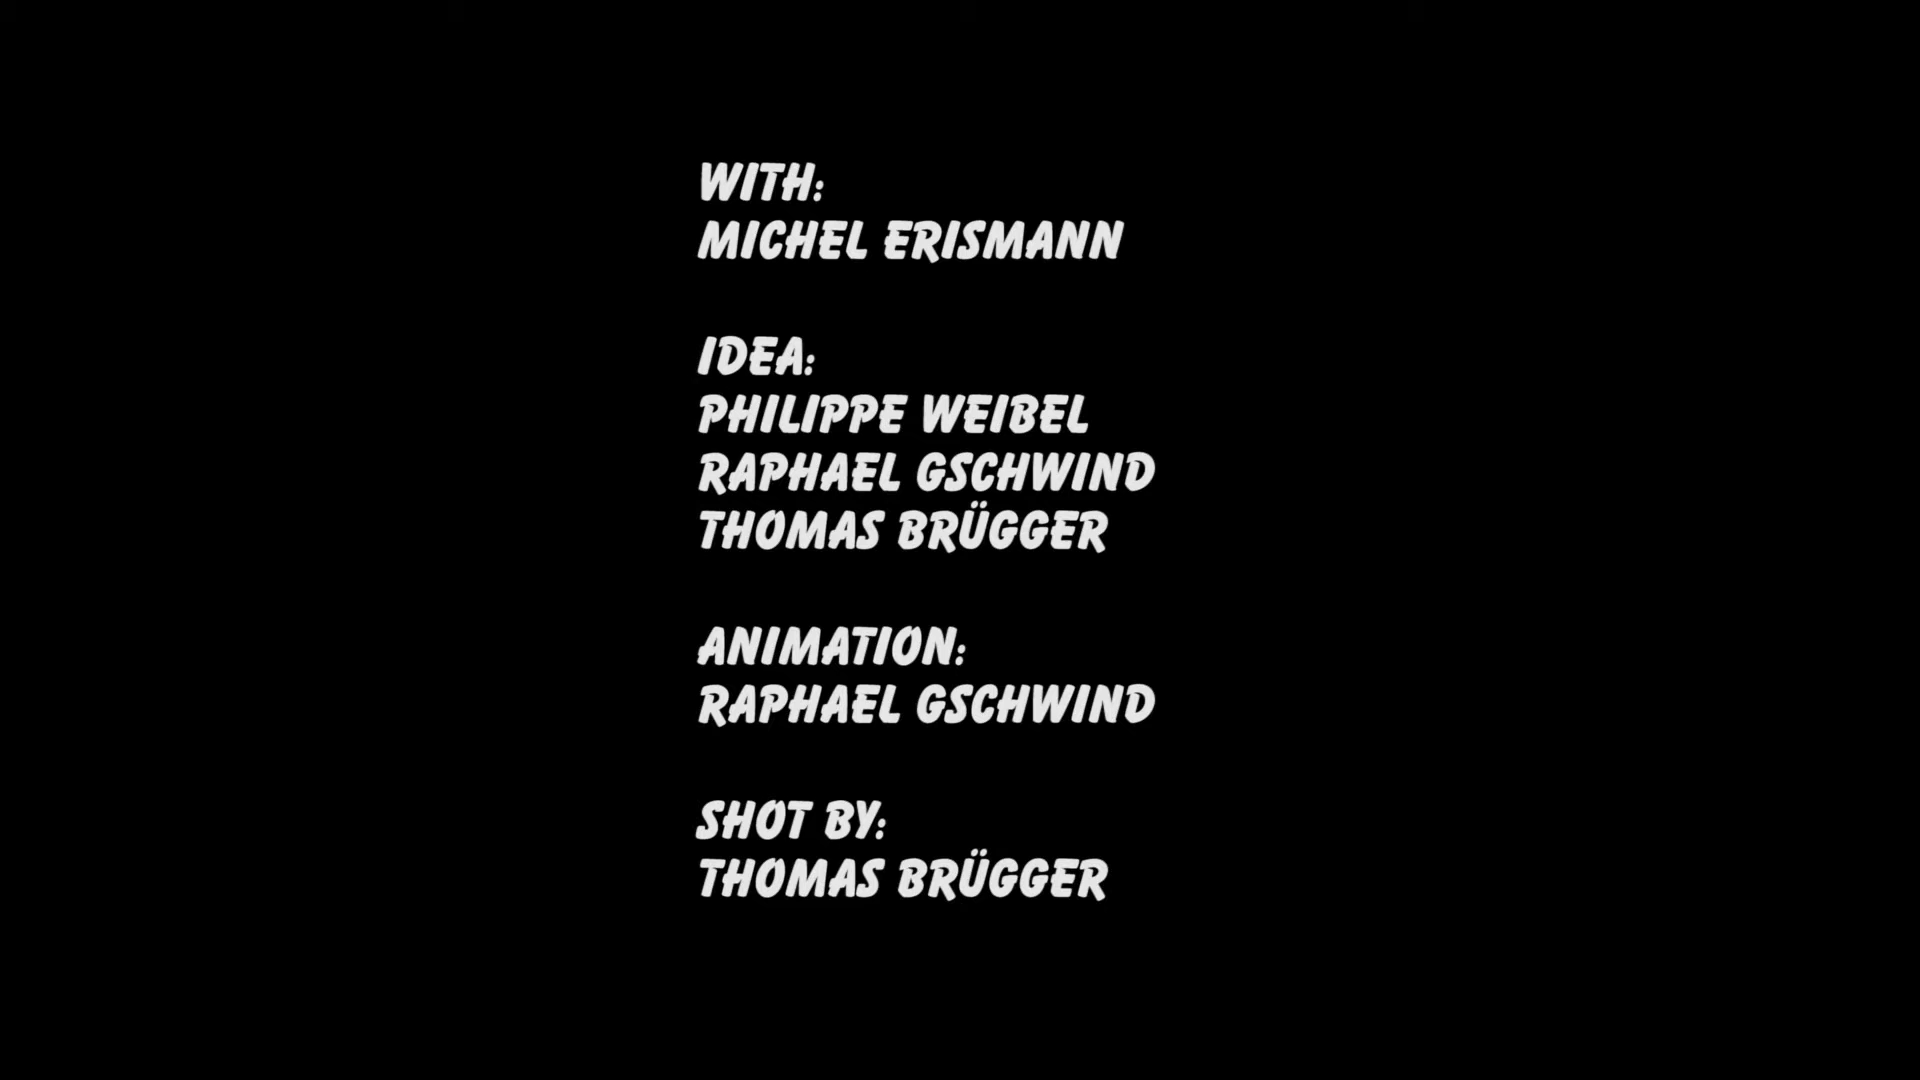 WITH:
MICHEL ERISMANN
IDEA:
PHILIPPE WEIBEL
RAPHAEL GSCHWIND
THOMAS BRÜGGER
ANIMATION:
RAPHAEL GSCHWIND
SHOT BY:
THOMAS BRÜGGER